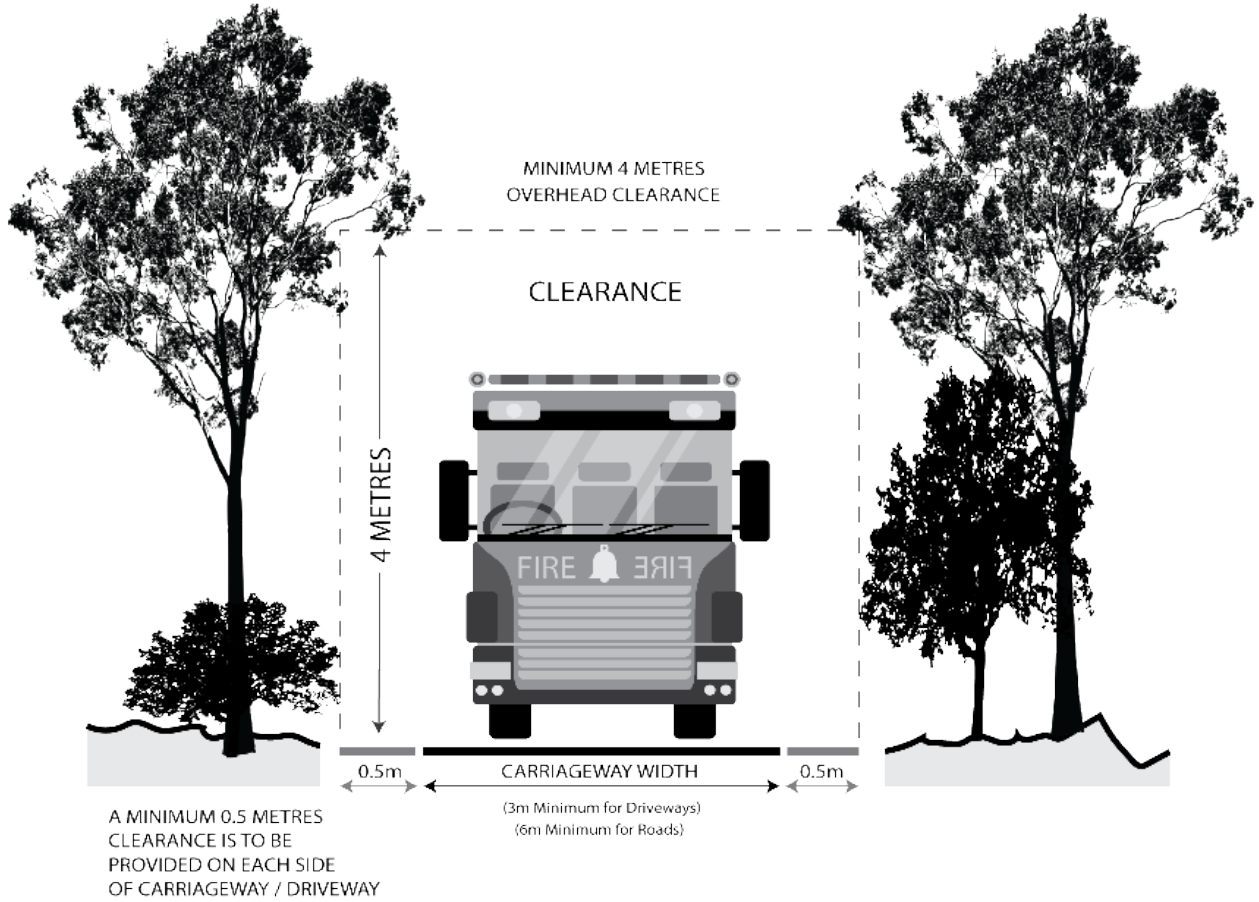 MINIMUM 4 METRES
OVERHEAD CLEARANCE
CLEARANCE
4 METRES
FIRE FIRE
0.5m
CARRIAGEWAY WIDTH
0.5m
(3m Minimum for Driveways)
(6m Minimum for Roads)
A MINIMUM 0.5 METRES
CLEARANCE IS TO BE
PROVIDED ON EACH SIDE
OF CARRIAGEWAY / DRIVEWAY